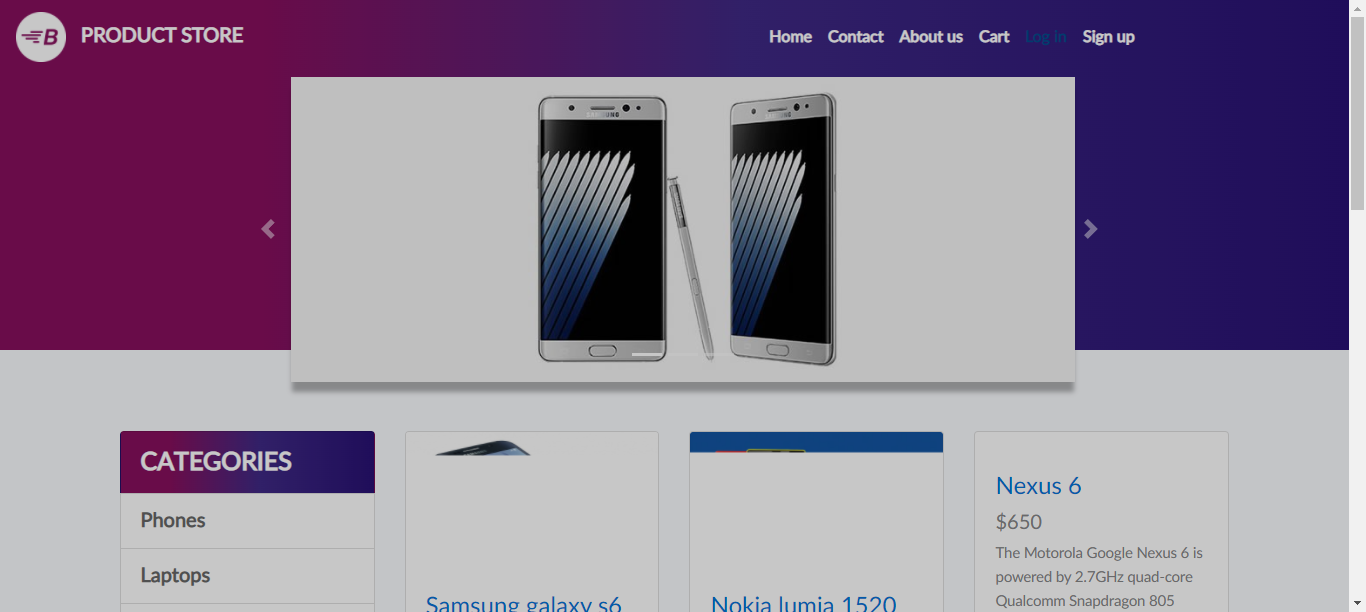 B PRODUCT STORE
Home Contact About us Cart Log in Sign up
SAMSUNG
SAMSUNG
CATEGORIES
Phones
Laptops
Samsung galaxy s6
Nokia lumia 1520
Nexus 6
$650
The Motorola Google Nexus 6 is
powered by 2.7GHz quad-core
Qualcomm Snapdragon 805